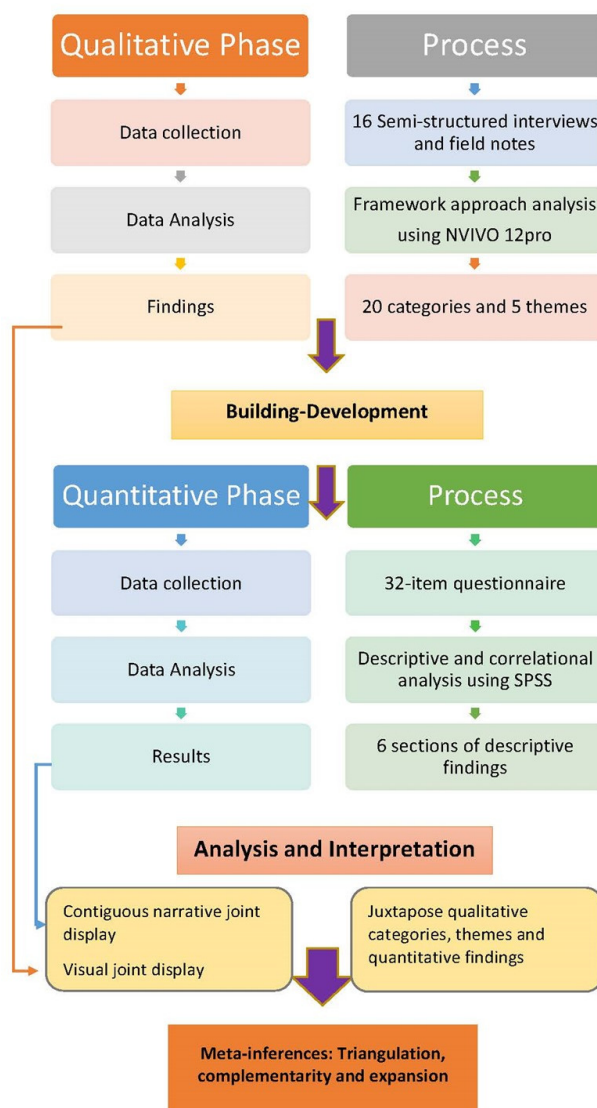 Qualitative Phase
Process
Data collection
16 Semi-structured interviews
and field notes
Data Analysis
Framework approach analysis
using NVIVO 12pro
Findings
20 categories and 5 themes
Building-Development
Quantitative Phase
Process
Data collection
32-item questionnaire
Data Analysis
Descriptive and correlational
analysis using SPSS
Results
6 sections of descriptive
findings
Analysis and Interpretation
Contiguous narrative joint
display
Visual joint display
Juxtapose qualitative
categories, themes and
quantitative findings
Meta-inferences: Triangulation,
complementarity and expansion